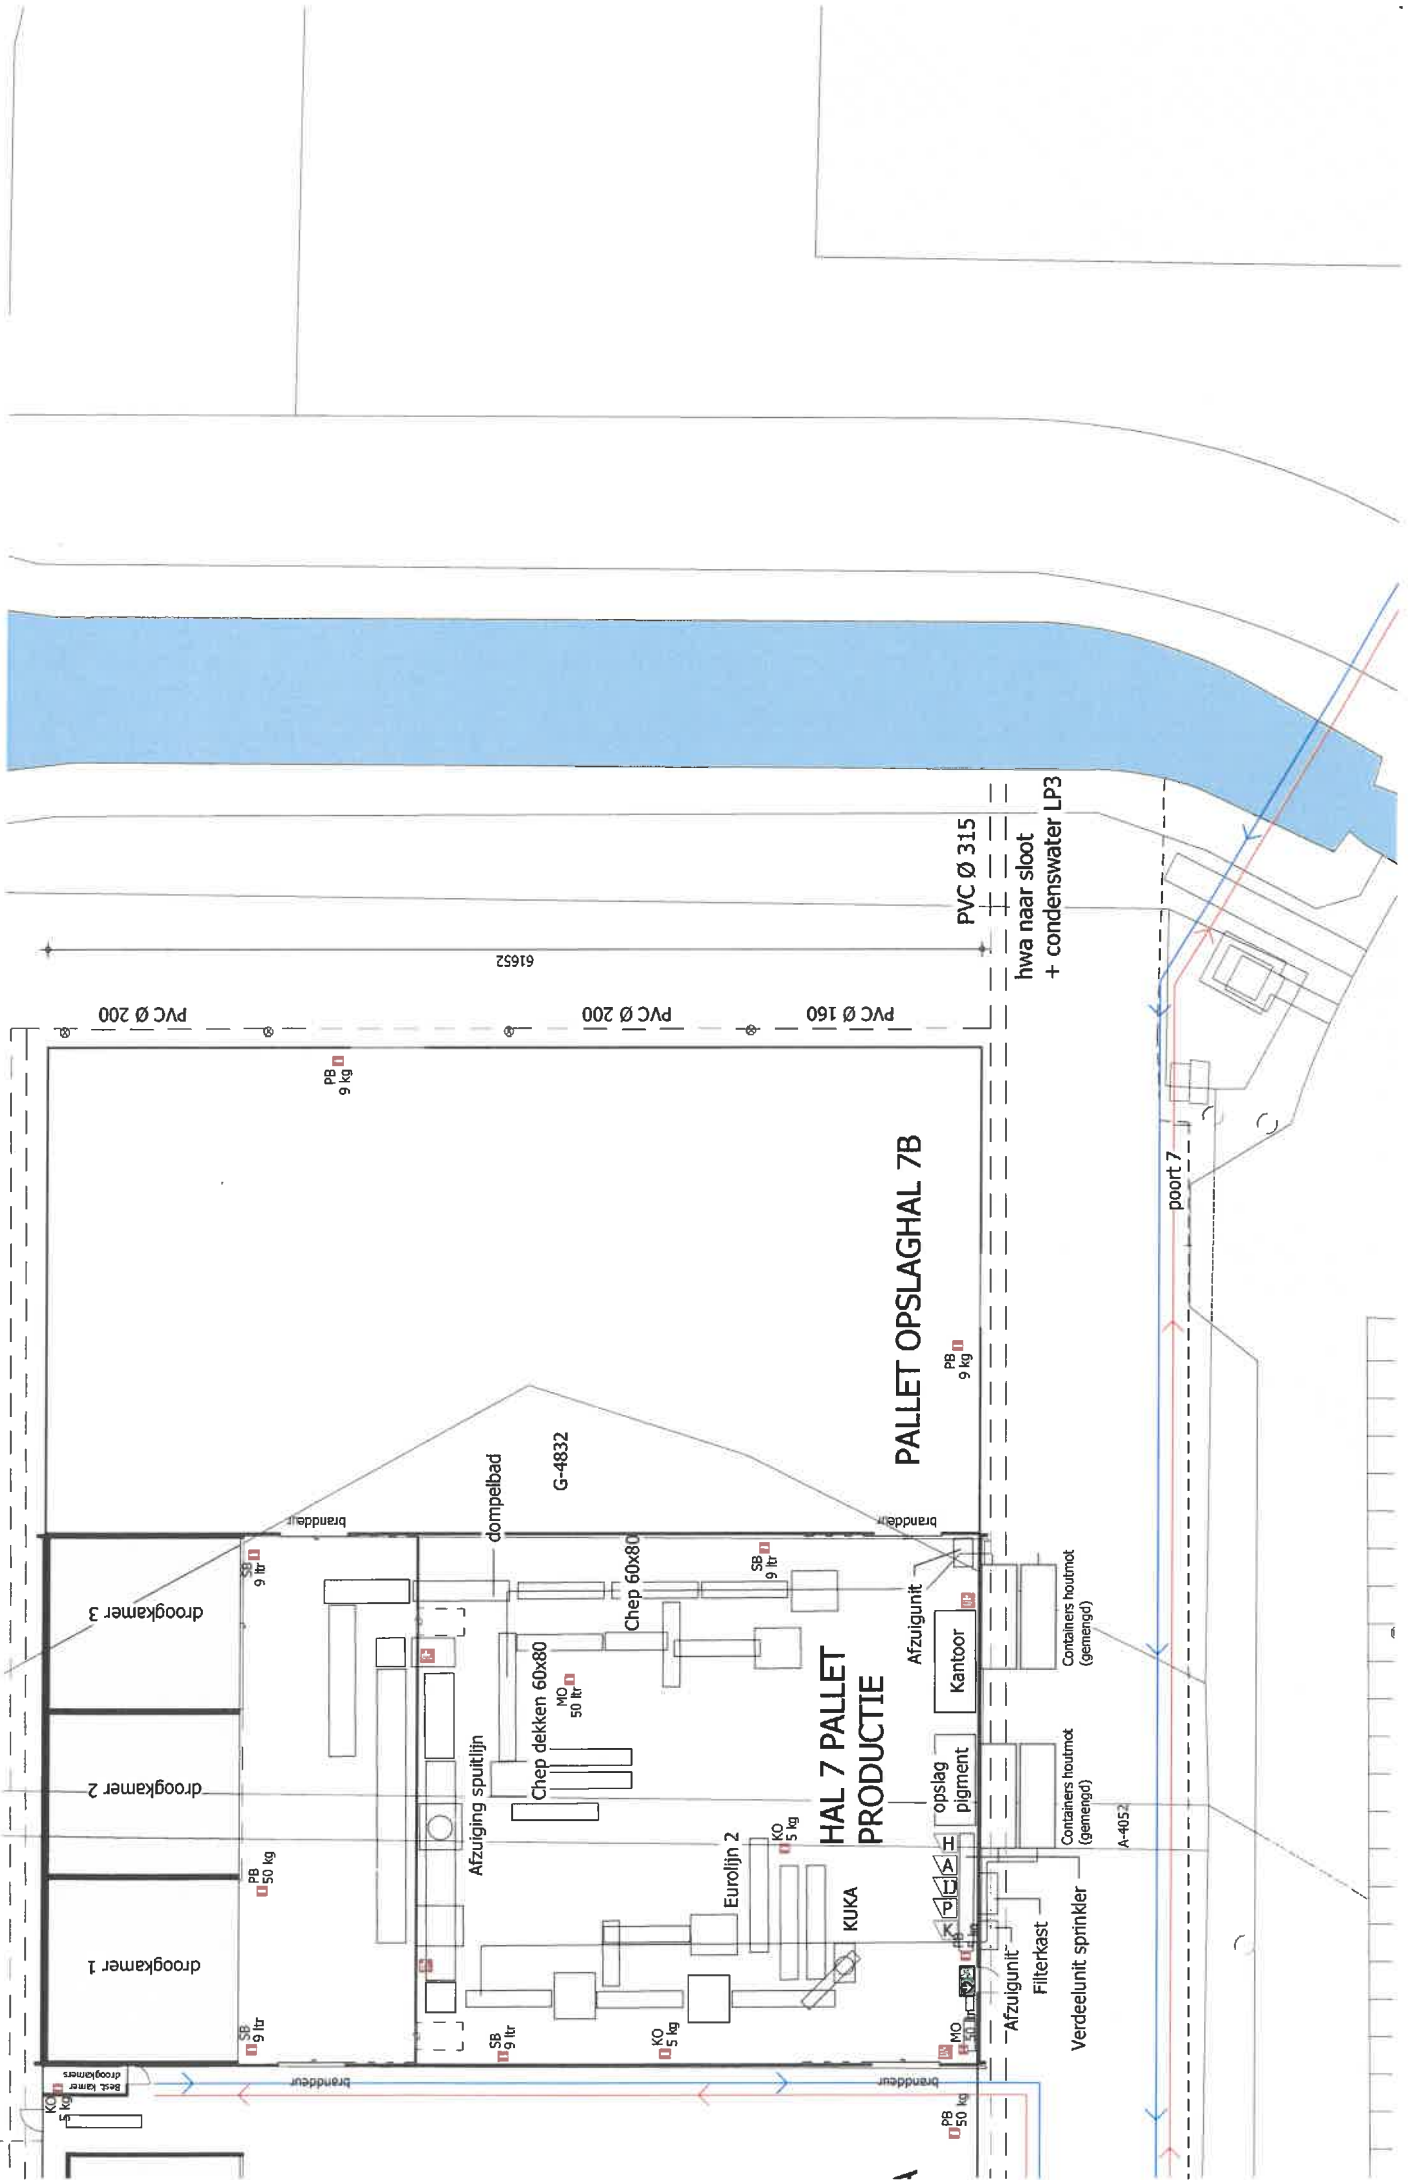 PVC Ø 315
hwa naar sloot
+ condenswater LP3
61652
PVC Ø 200
PVC Ø 200
PVC Ø 160
PB
9 kg
PB
9 kg
PALLET OPSLAGHAL 7B
poort 7
G-4832
dompelbad
branddeur
branddeur
droogkamer 3
droogkamer 2
droogkamer 1
SB
9 ltr
PB
50 kg
SB
9 ltr
Chep 60x80
SB
9 ltr
Chep dekken 60x80
MO
50 ltr
Afzuiging spuitlijn
HAL 7 PALLET
PRODUCTIE
Afzuigunit
Kantoor
opslag
pigment
Containers houtmot
(gemengd)
Containers houtmot
(gemengd)
A-4052
Eurolijn 2
KO
5 kg
KUKA
H
A
IJ
P
K
SB
9 ltr
KO
5 kg
MO
50 ltr
Afzuigunit
Filterkast
Verdeelunit sprinkler
branddeur
branddeur
Best. kamer
droogkamers
KO
5 kg
PB
50 kg